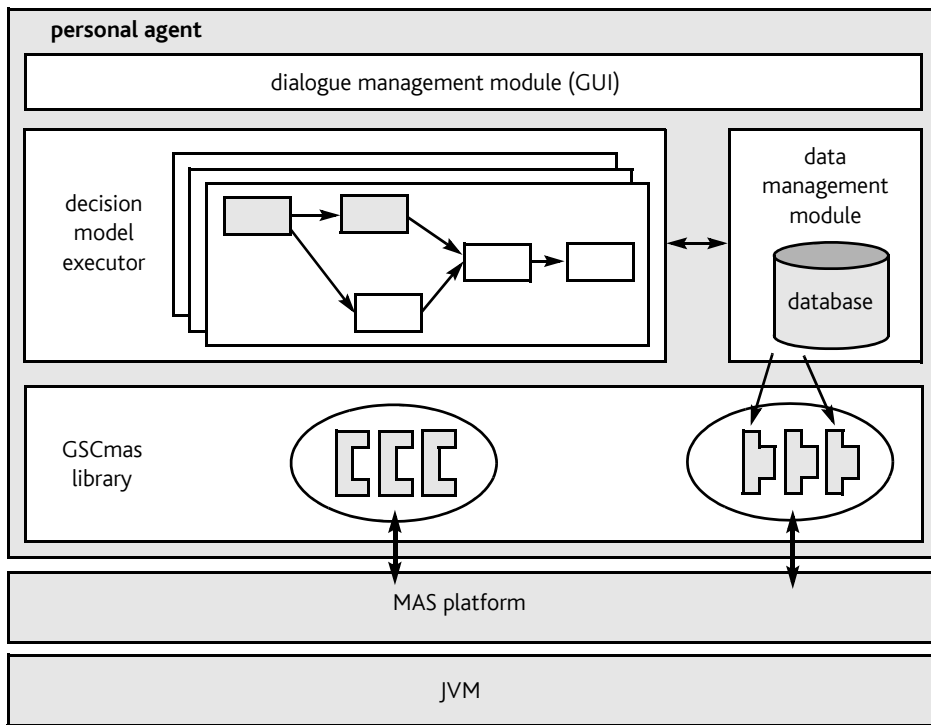 personal agent
dialogue management module (GUI)
decision
model
executor
data
management
module
database
GSCmas
library
MAS platform
JVM